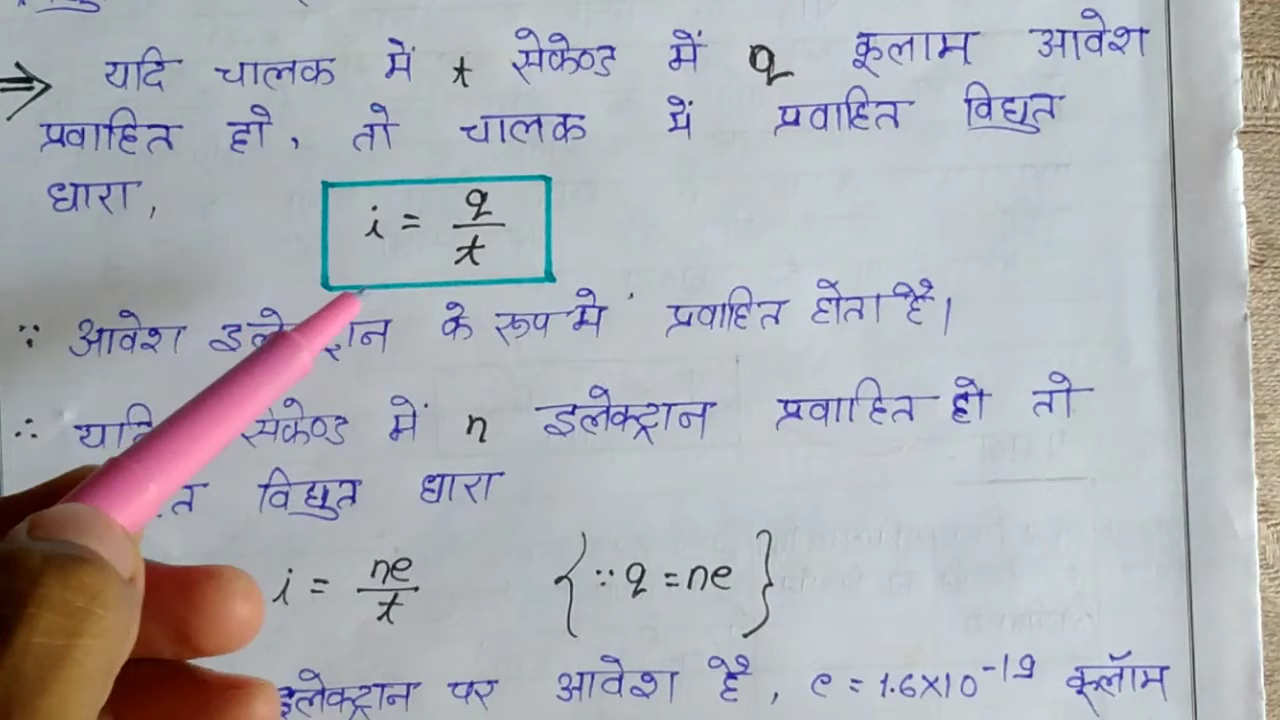 ⇒ यदि चालक में t सेकेण्ड में q कूलाम आवेश
प्रवाहित हो, तो चालक में प्रवाहित विद्युत
धारा,
i = q/t
∵ आवेश के रूप में प्रवाहित होता है।
∴ सेकेण्ड में n इलेक्ट्रान प्रवाहित हो तो
विद्युत धारा
i = ne/t {∵ q = ne}
इलेक्ट्रान पर आवेश है, e = 1.6×10⁻¹⁹ कूलॉम